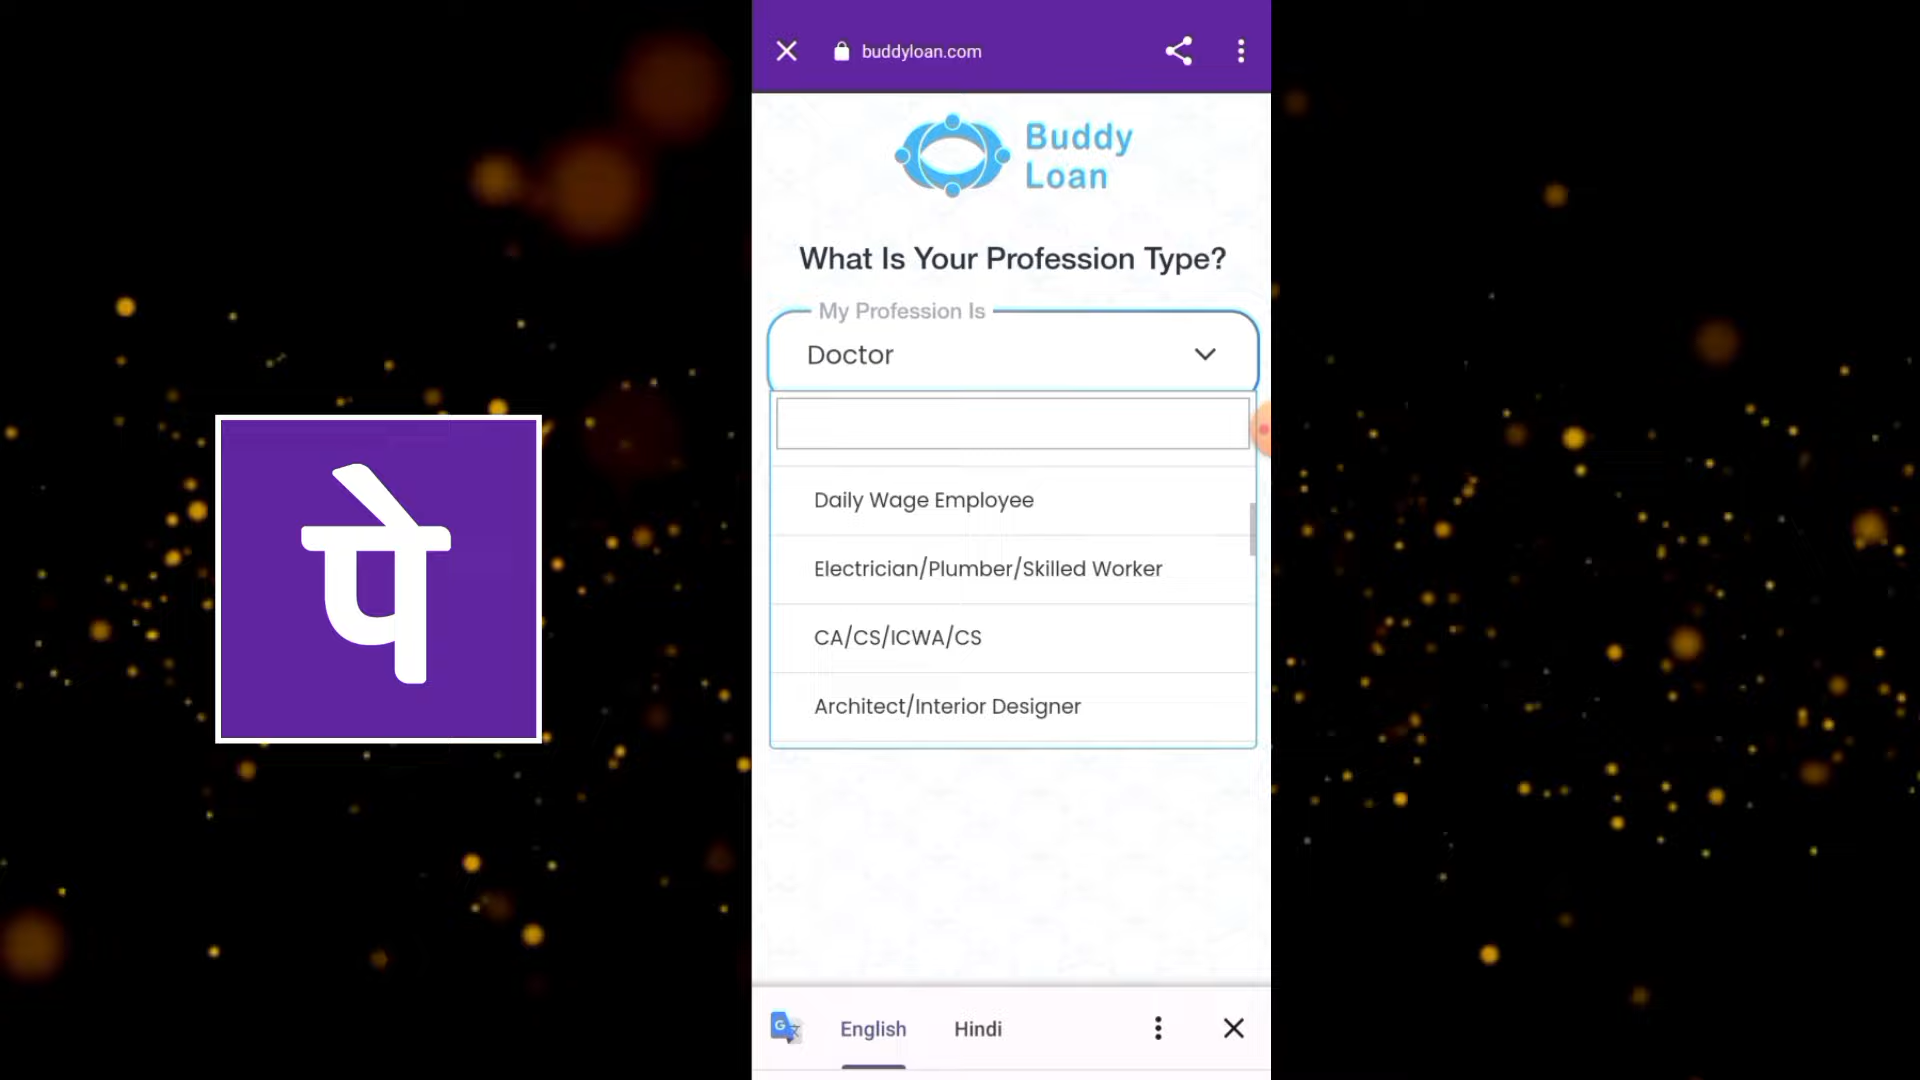 पे
buddyloan.com
Buddy
Loan
What Is Your Profession Type?
My Profession Is
Doctor
Daily Wage Employee
Electrician/Plumber/Skilled Worker
CA/CS/ICWA/CS
Architect/Interior Designer
G
English
Hindi